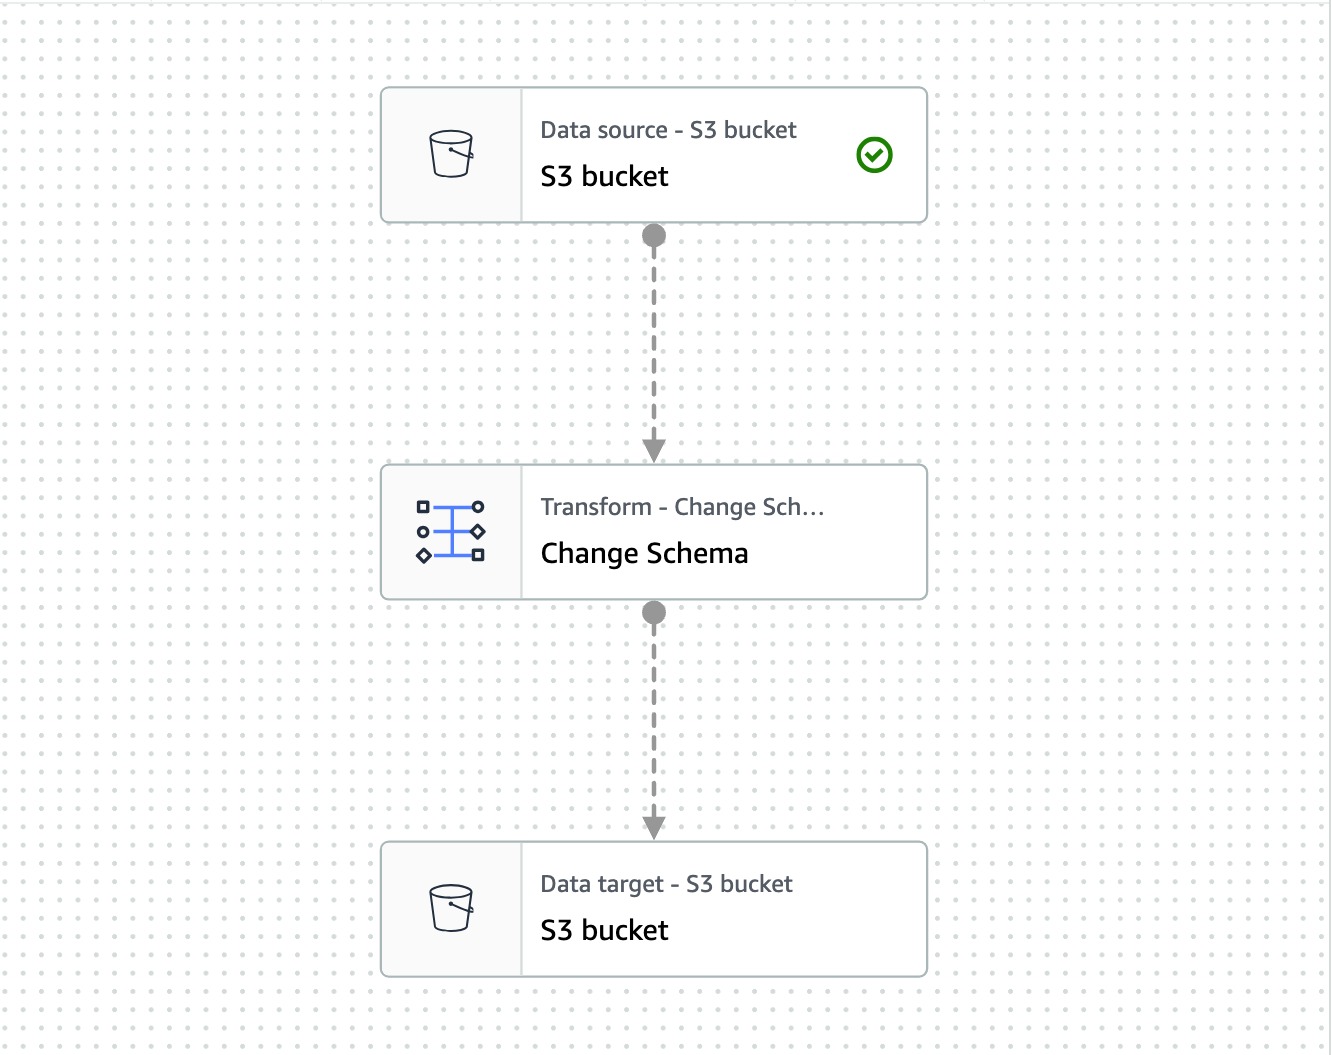 Data source - S3 bucket
S3 bucket
Transform - Change Sch...
Change Schema
Data target - S3 bucket
S3 bucket